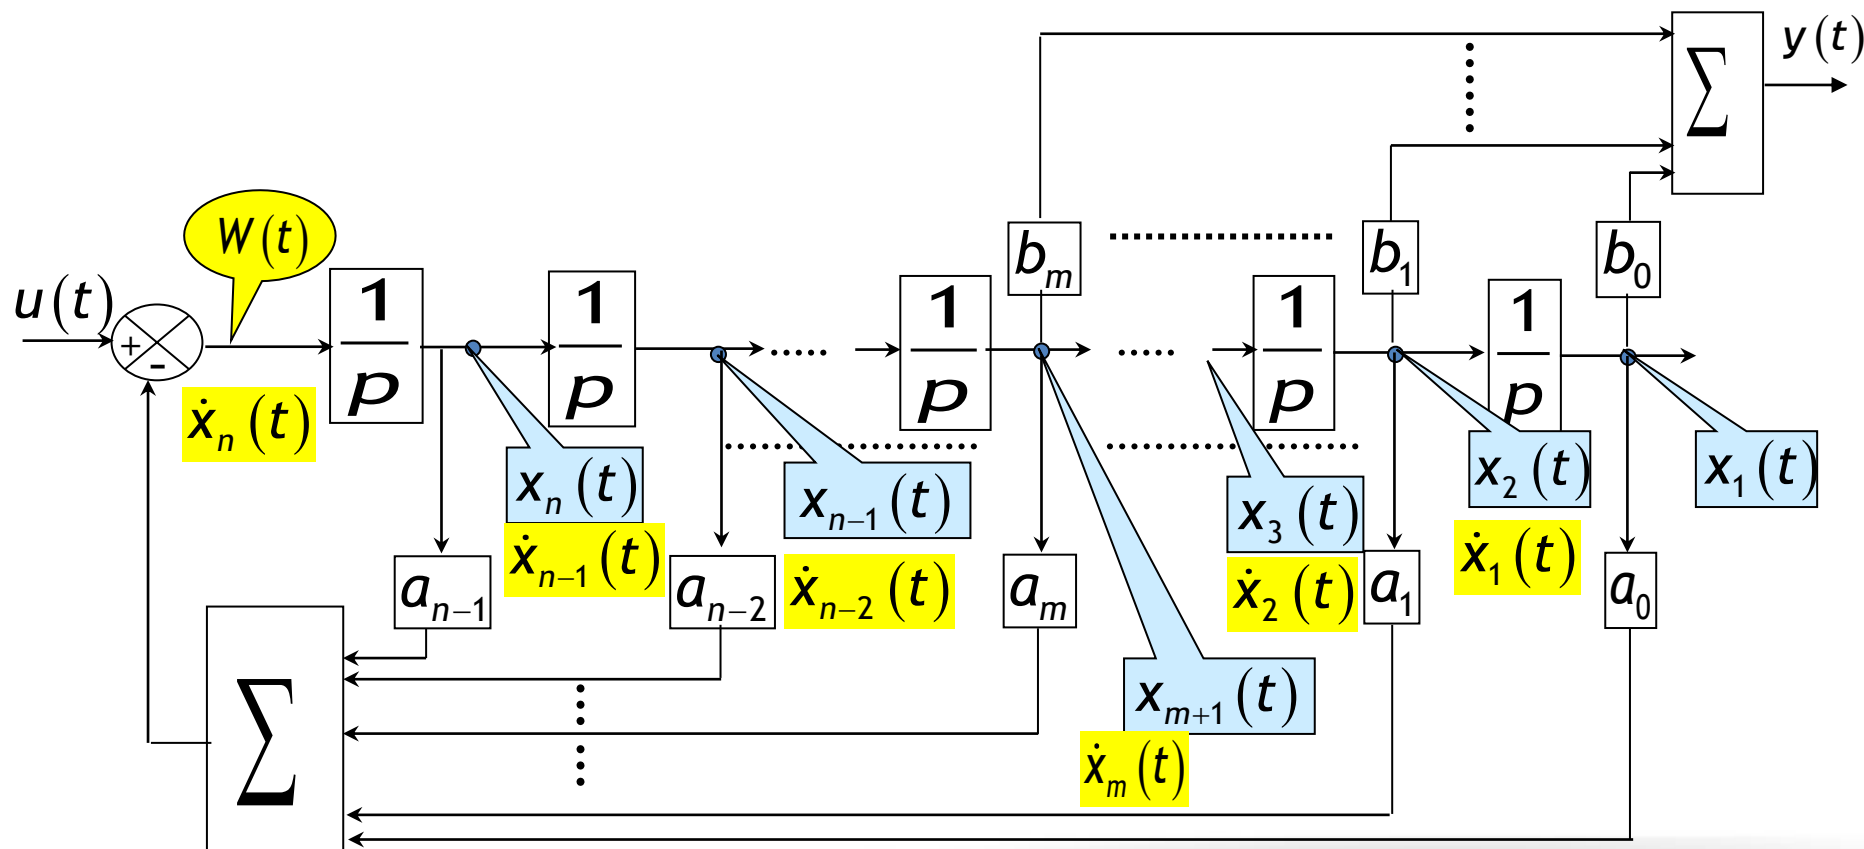 y(t)
∑
W(t)
b_m
b_1
b_0
u(t)
+
-
1/p
1/p
1/p
1/p
1/p
ẋ_n(t)
x_n(t)
x_{n–1}(t)
x_3(t)
x_2(t)
x_1(t)
ẋ_{n–1}(t)
ẋ_{n–2}(t)
ẋ_2(t)
ẋ_1(t)
a_{n–1}
a_{n–2}
a_m
a_1
a_0
∑
x_{m+1}(t)
ẋ_m(t)